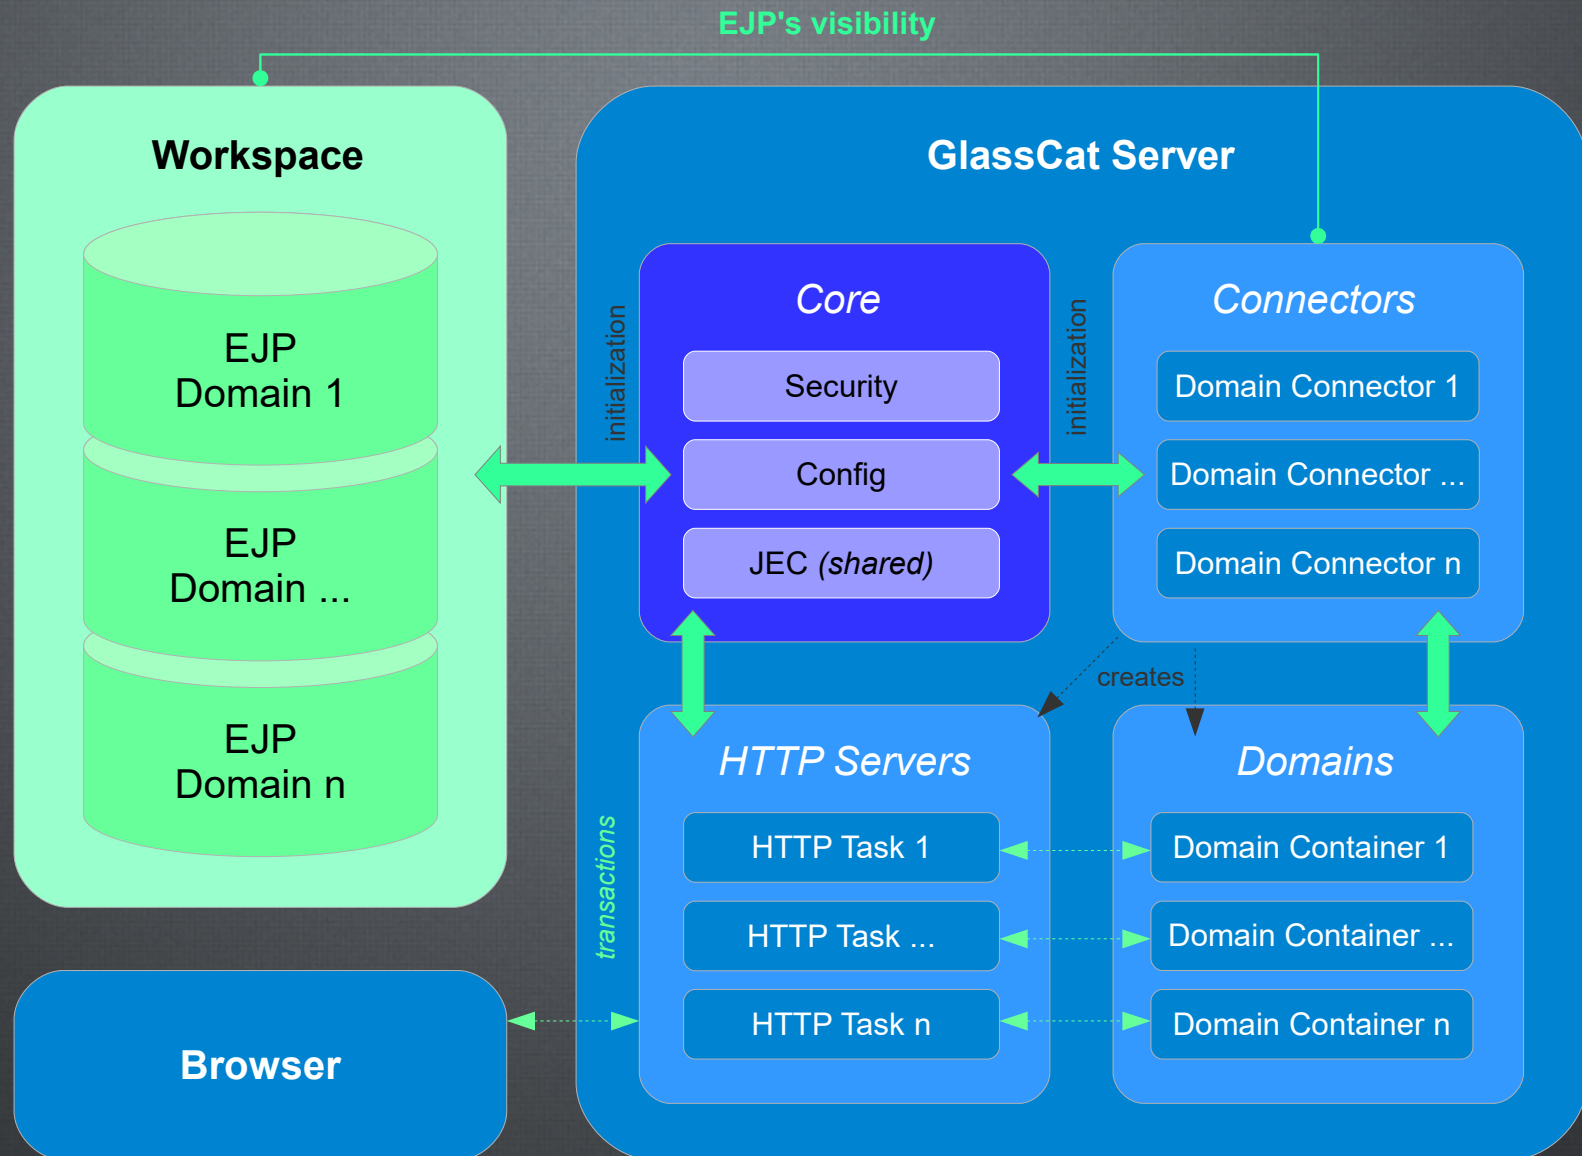 EJP's visibility
Workspace
EJP
Domain 1
EJP
Domain ...
EJP
Domain n
Browser
GlassCat Server
initialization
Core
Security
Config
JEC (shared)
initialization
Connectors
Domain Connector 1
Domain Connector ...
Domain Connector n
creates
transactions
HTTP Servers
HTTP Task 1
HTTP Task ...
HTTP Task n
Domains
Domain Container 1
Domain Container ...
Domain Container n